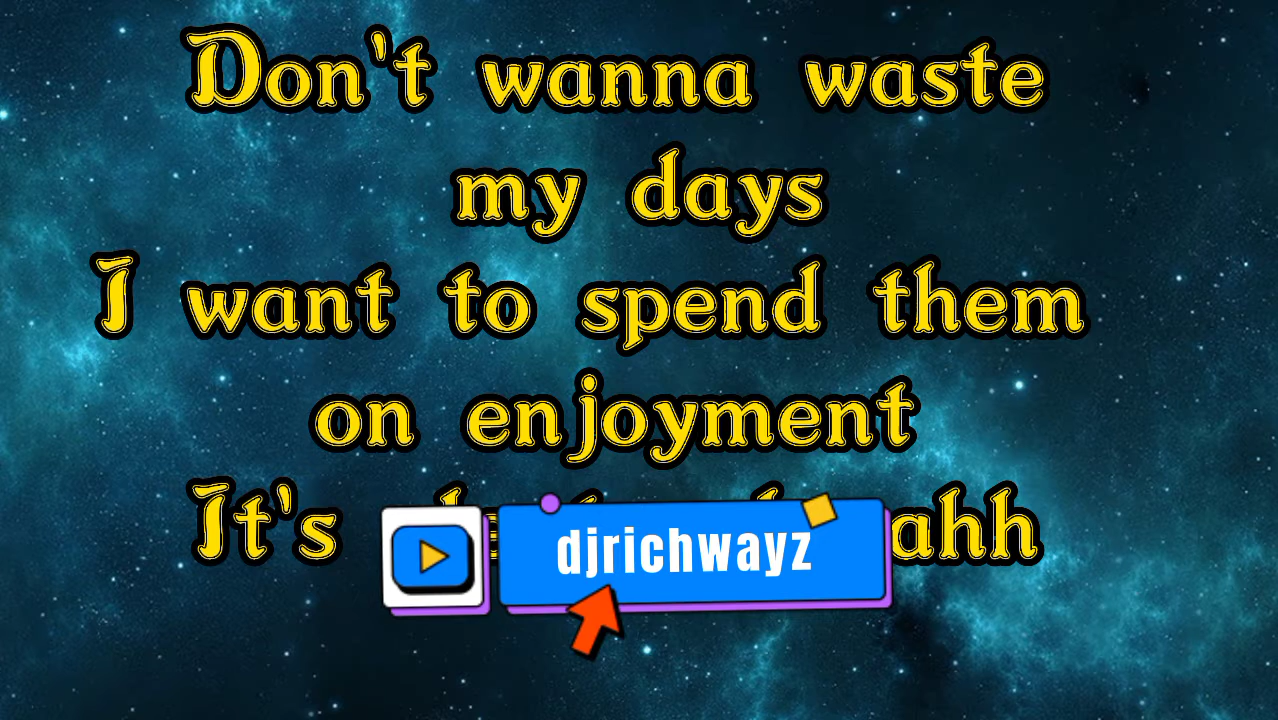 Don't wanna waste
my days
I want to spend them
on enjoyment
It's
ahh
djrichwayz